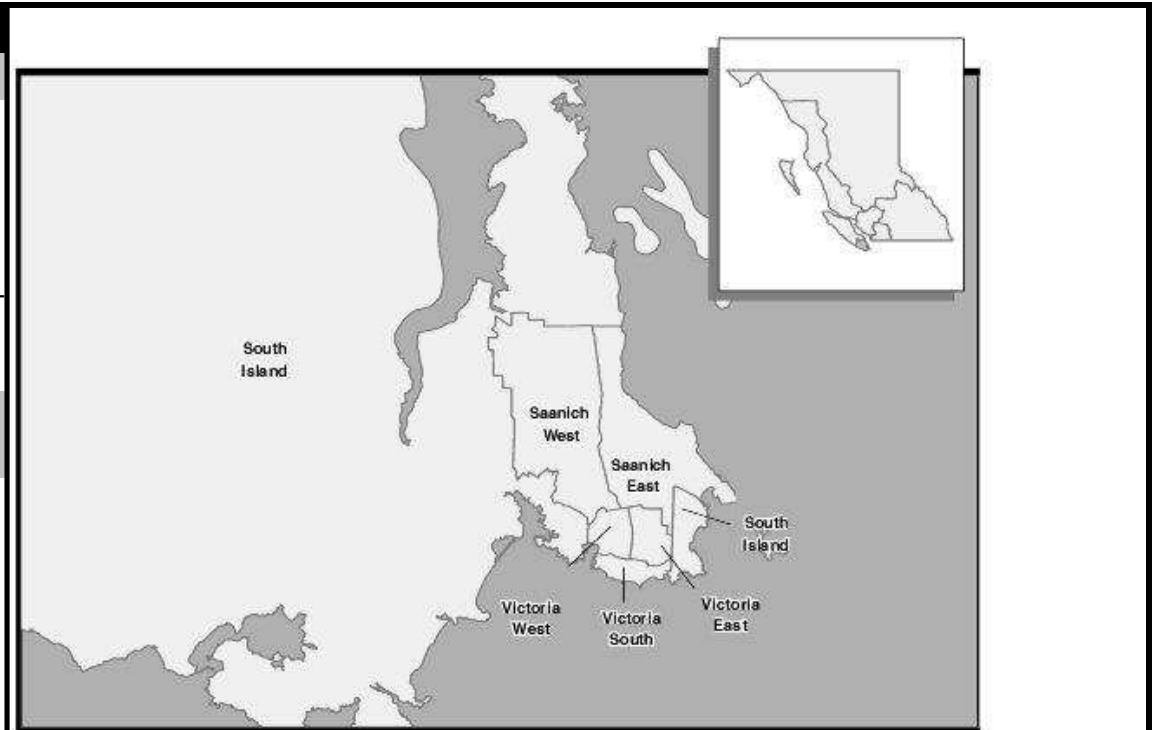 South
Island
Saanich
West
Saanich
East
South
Island
Victoria
West
Victoria
South
Victoria
East